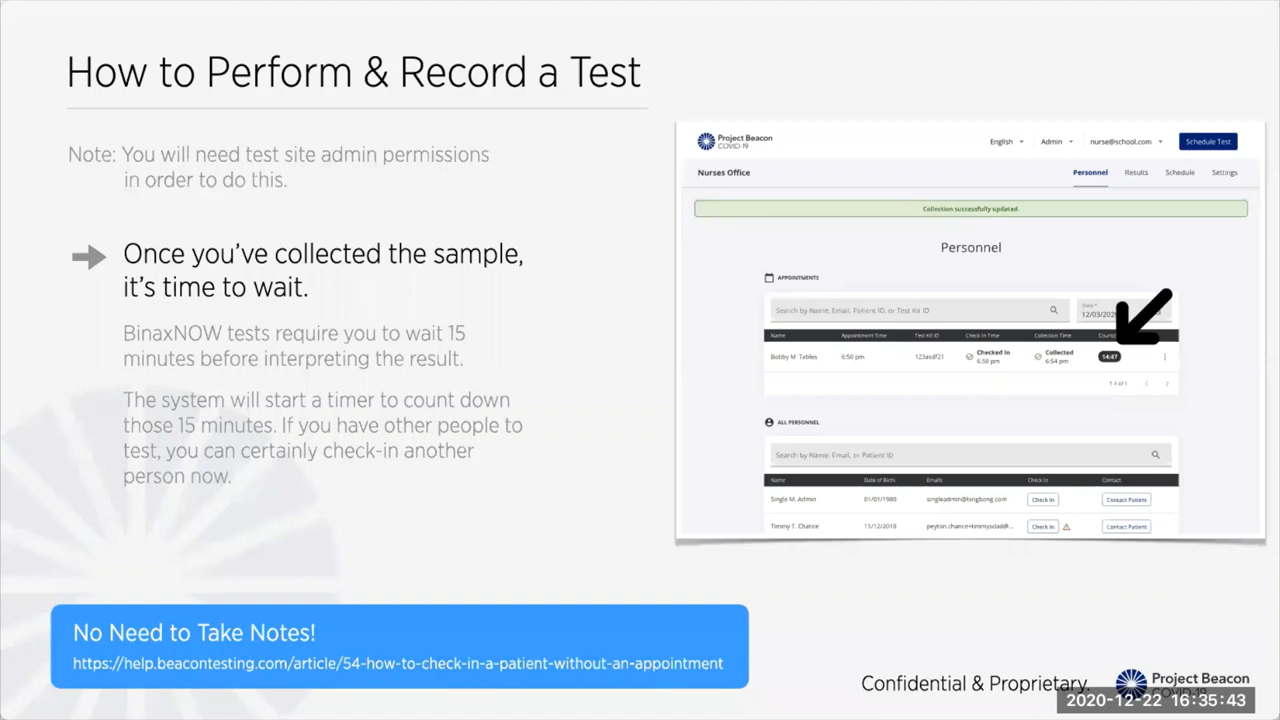 How to Perform & Record a Test
Note: You will need test site admin permissions
in order to do this.
Once you've collected the sample,
it's time to wait.
BinaxNOW tests require you to wait 15
minutes before interpreting the result.
The system will start a timer to count down
those 15 minutes. If you have other people to
test, you can certainly check-in another
person now.
Project Beacon
COVID-19
English Admin nurse@school.com Schedule Test
Nurses Office Personnel Results Schedule Settings
Collection successfully updated.
Personnel
APPOINTMENTS
Search by Name, Email, Patient ID, or Test Kit ID
Date *
Name Appointment Time Test Kit ID Check In Time Collection Time
Bobby M. Tables 6:50 pm 123asdf21 Checked In 6:50 pm Collected 6:54 pm 14:47
1-1 of 1
ALL PERSONNEL
Search by Name, Email, or Patient ID
Name Date of Birth Emails Check In Contact
Single M. Admin 01/01/1980 singleadmin@bingbong.com Check In Contact Patient
Timmy T. Chance 11/12/2010 Check In Contact Patient
No Need to Take Notes!
https://help.beacontesting.com/article/54-how-to-check-in-a-patient-without-an-appointment
Confidential & Proprietary.
Project Beacon
COVID-19
2020-12-22 16:35:43